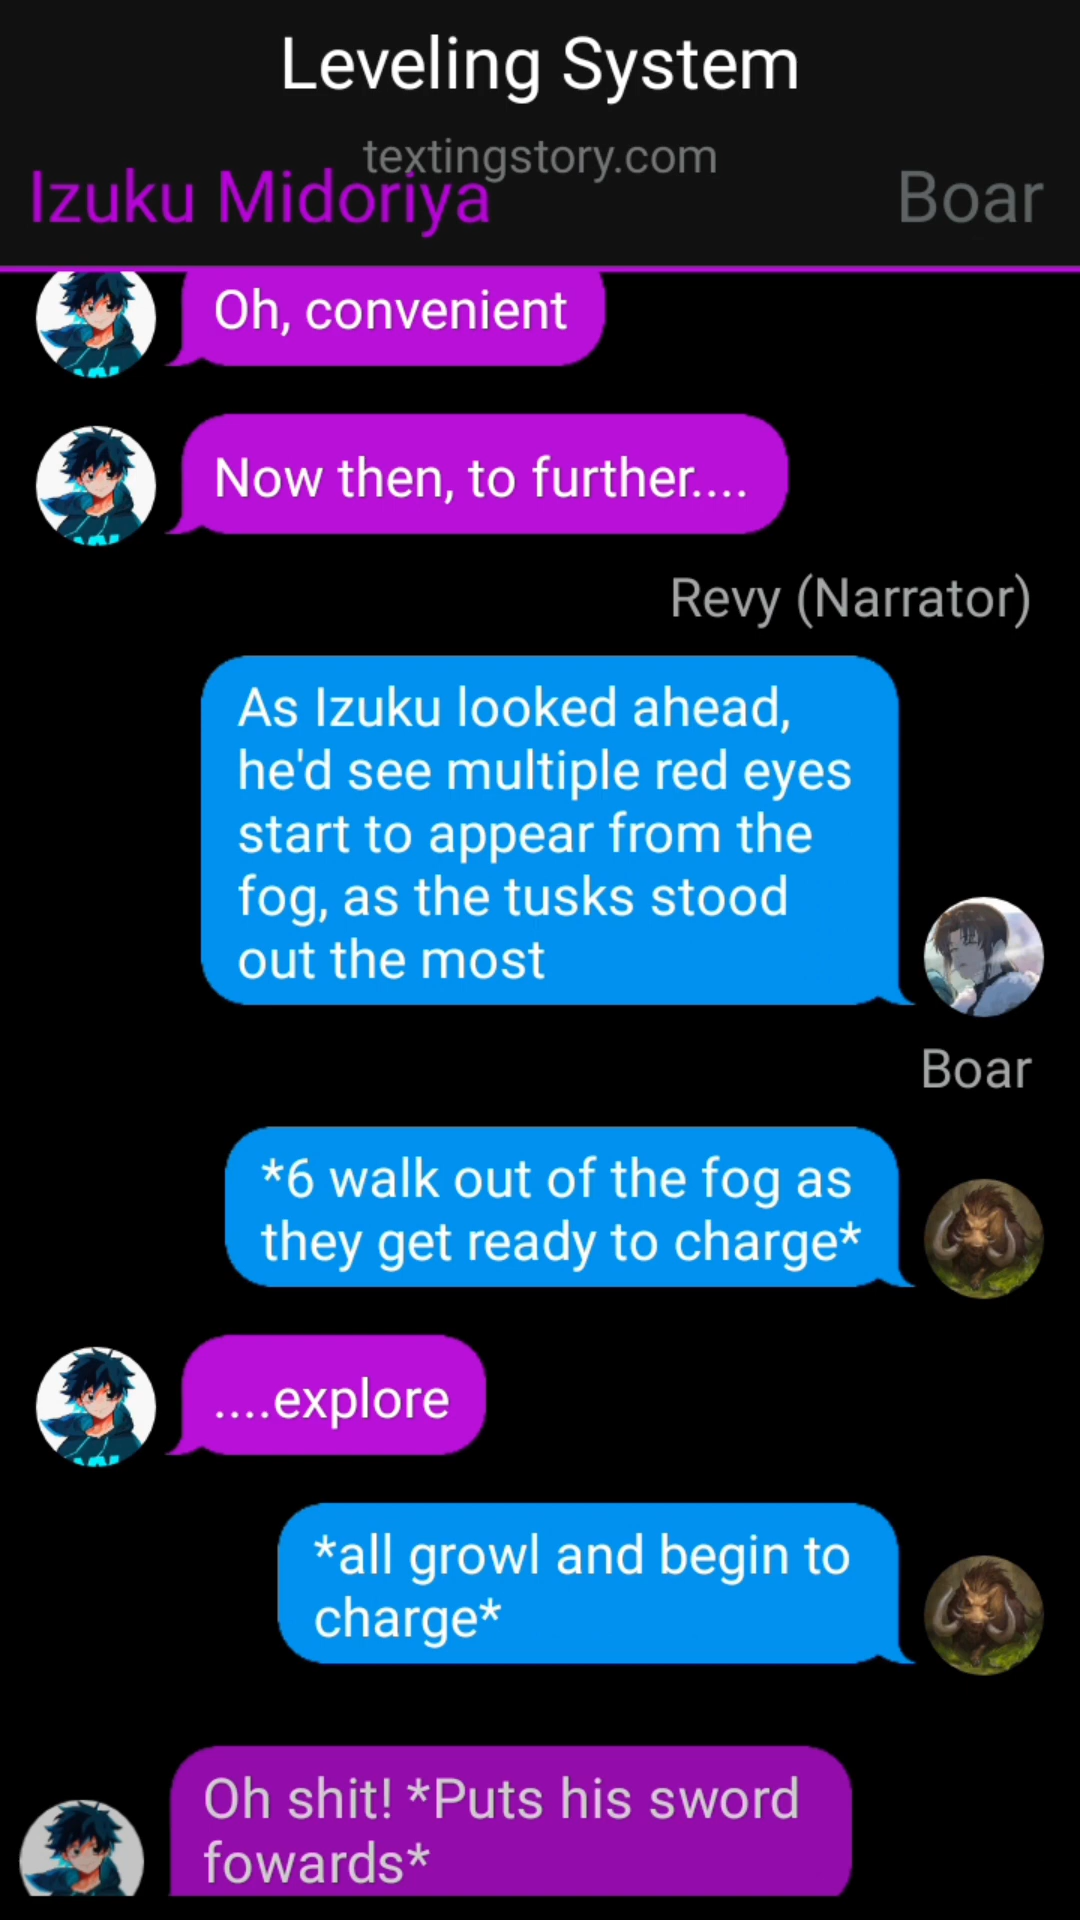 Leveling System
textingstory.com
Izuku Midoriya
Boar
Oh, convenient
Now then, to further....
Revy (Narrator)
As Izuku looked ahead,
he'd see multiple red eyes
start to appear from the
fog, as the tusks stood
out the most
Boar
*6 walk out of the fog as
they get ready to charge*
....explore
*all growl and begin to
charge*
Oh shit! *Puts his sword
fowards*